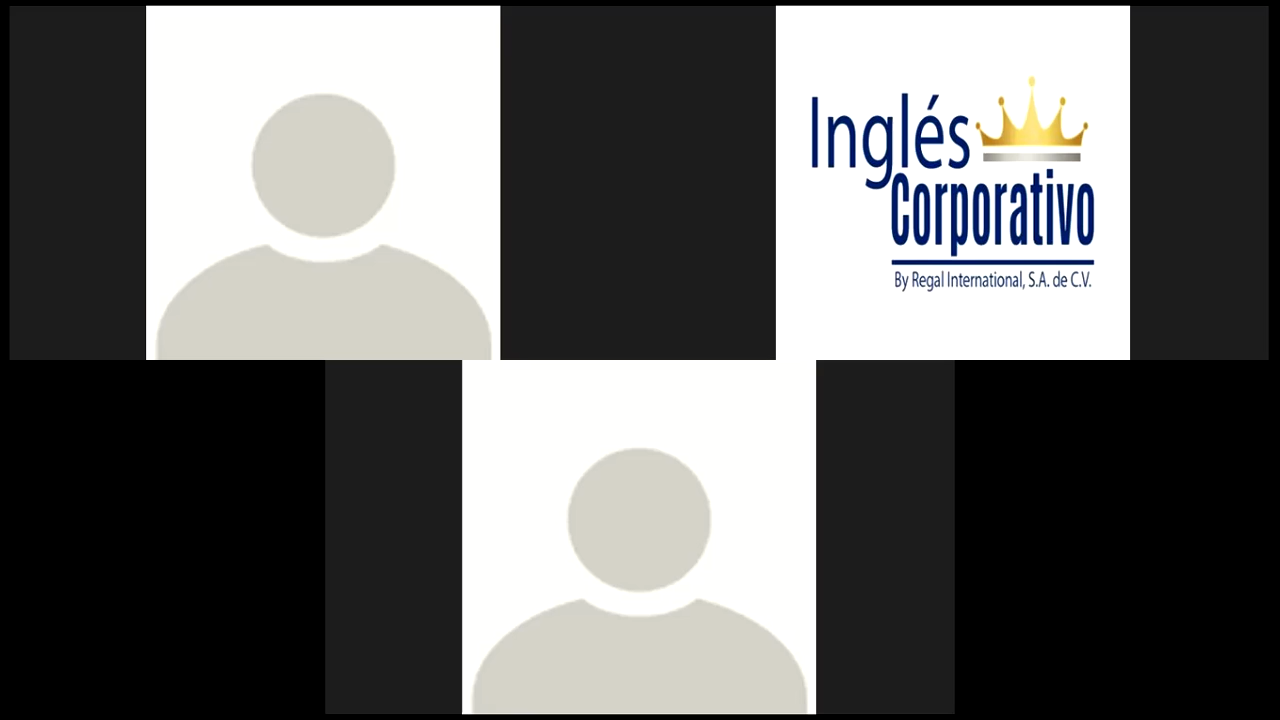 Inglés
Corporativo
By Regal International, S.A. de C.V.